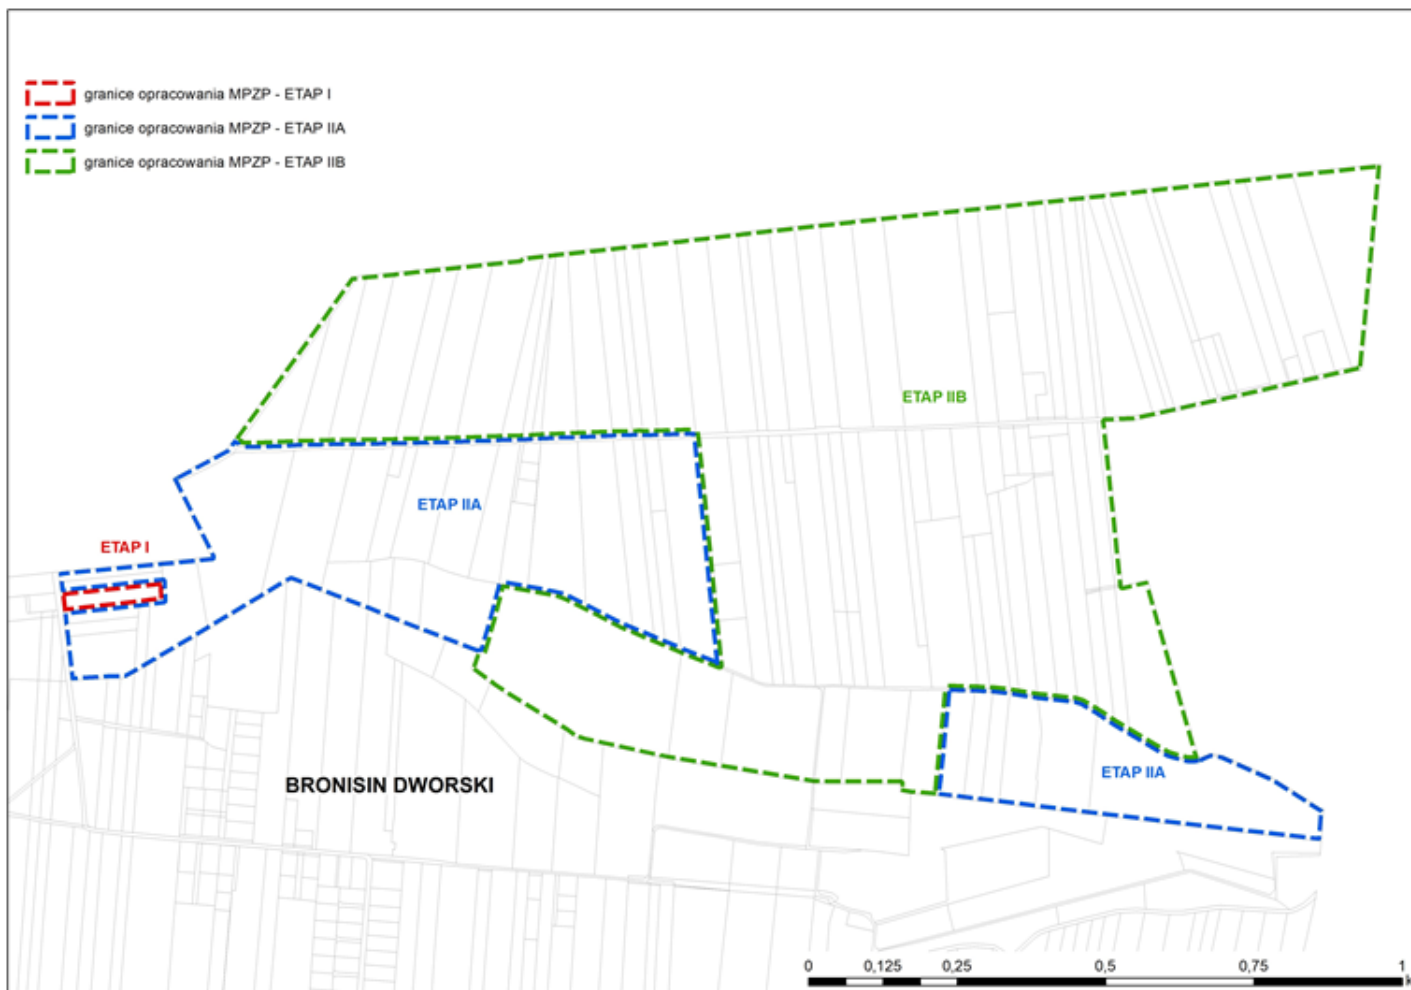 granice opracowania MPZP - ETAP I
granice opracowania MPZP - ETAP IIA
granice opracowania MPZP - ETAP IIB
ETAP IIB
ETAP IIA
ETAP I
ETAP IIA
BRONISIN DWORSKI
0 0,125 0,25 0,5 0,75 1